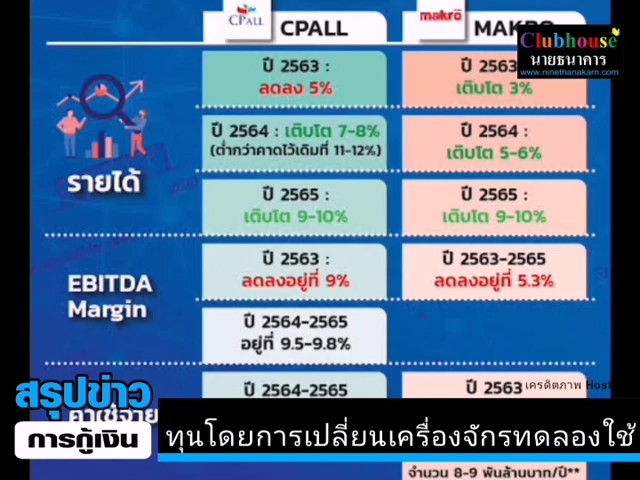 CPALL CPALL makro MAKRO
Clubhouse
นายธนาคาร
www.ninethanakarn.com
รายได้
ปี 2563 :
ลดลง 5%
ปี 2563
เติบโต 3%
ปี 2564 : เติบโต 7-8%
(ต่ำกว่าคาดไว้เดิมที่ 11-12%)
ปี 2564 :
เติบโต 5-6%
ปี 2565 :
เติบโต 9-10%
ปี 2565 :
เติบโต 9-10%
EBITDA
Margin
ปี 2563 :
ลดลงอยู่ที่ 9%
ปี 2563-2565
ลดลงอยู่ที่ 5.3%
ปี 2564-2565
อยู่ที่ 9.5-9.8%
ปี 2564-2565
ปี 2563
เครดิตภาพ Host
สรุปข่าว
การกู้เงิน
ทุนโดยการเปลี่ยนเครื่องจักรทดลองใช้
จำนวน 8-9 พันล้านบาท/ปี**